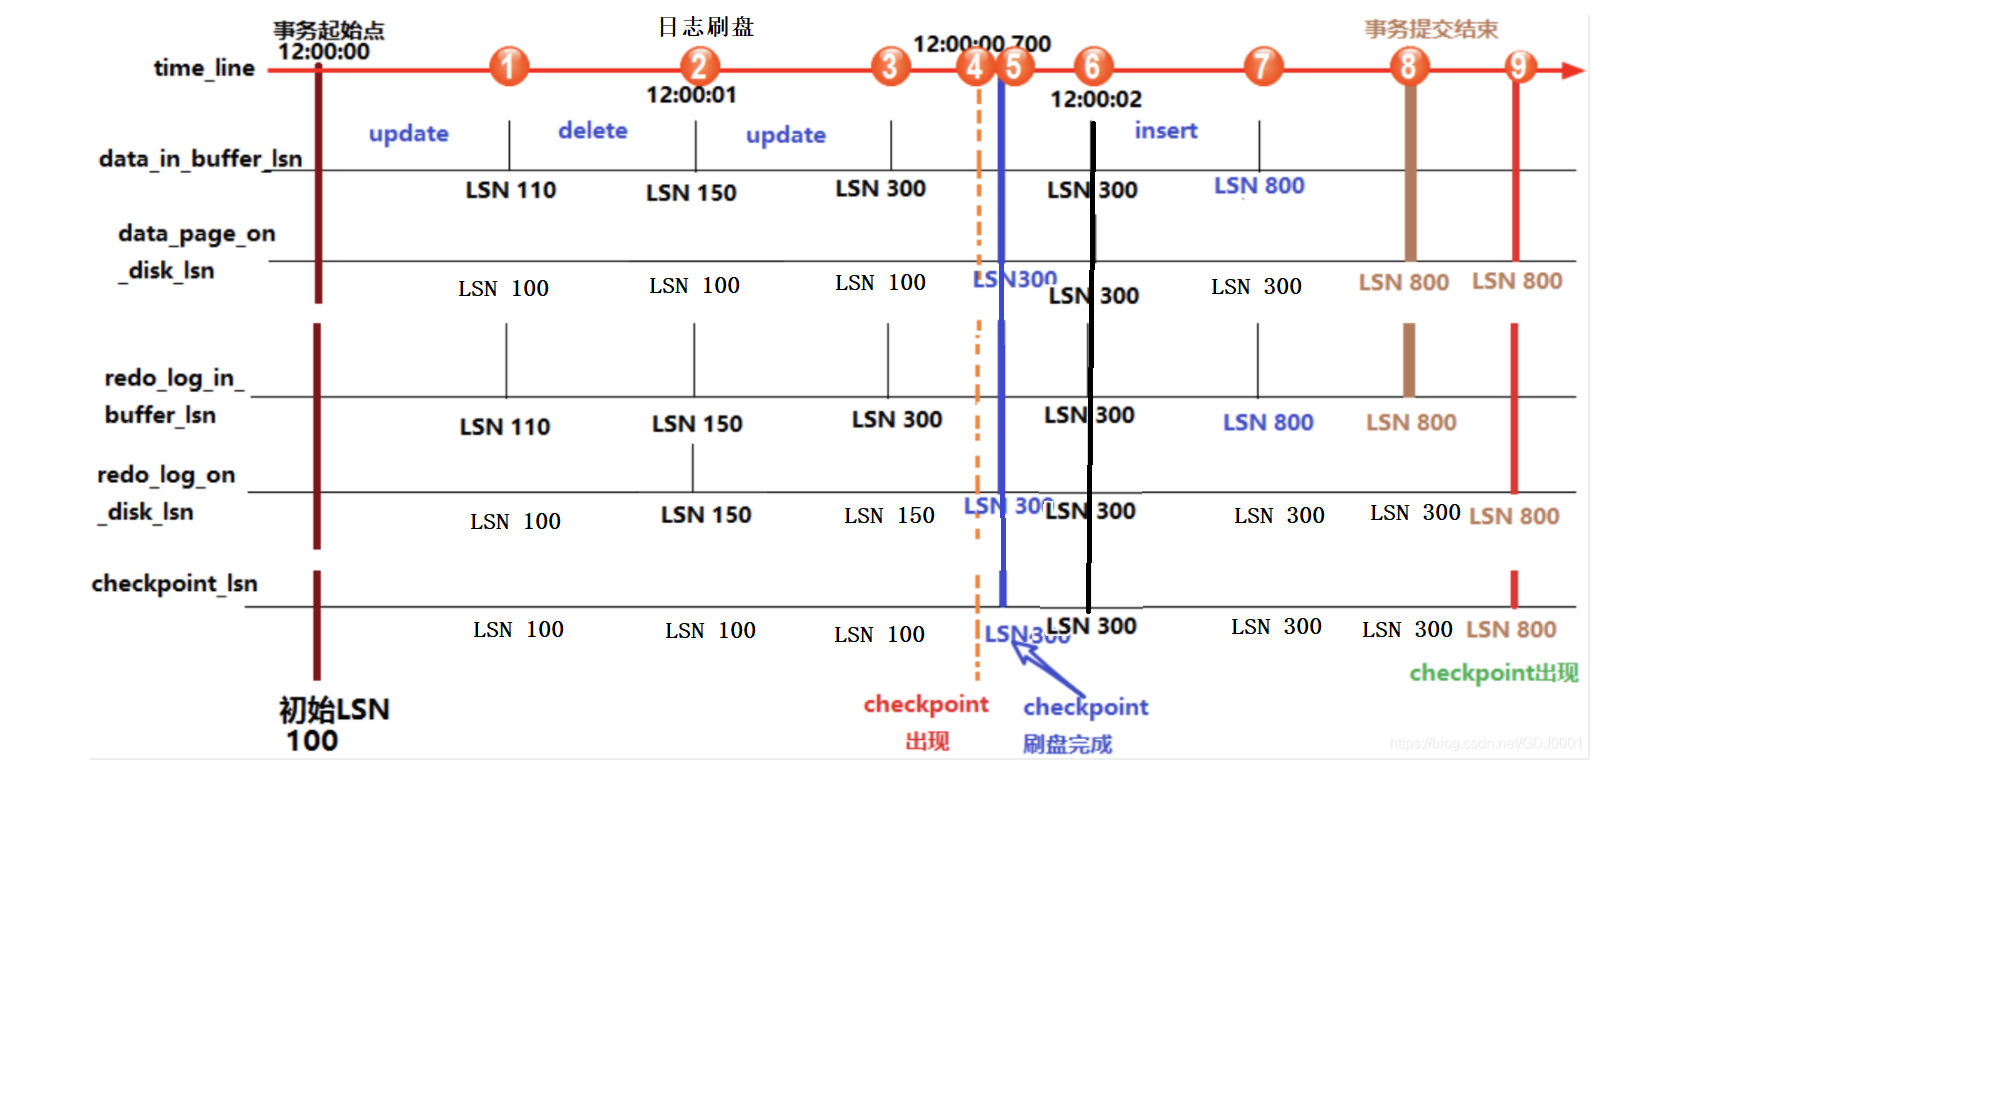 事务起始点
日志刷盘
事务提交结束
12:00:00
12:00:00.700
time_line
1 2 3 4 5 6 7 8 9
12:00:01
12:00:02
update delete update insert
data_in_buffer_lsn
LSN 110 LSN 150 LSN 300 LSN 300 LSN 800
data_page_on
_disk_lsn
LSN 100 LSN 100 LSN 100 LSN300 LSN 300 LSN 300 LSN 800 LSN 800
redo_log_in_
buffer_lsn
LSN 110 LSN 150 LSN 300 LSN 300 LSN 800 LSN 800
redo_log_on
_disk_lsn
LSN 100 LSN 150 LSN 150 LSN 300 LSN 300 LSN 300 LSN 300 LSN 800
checkpoint_lsn
LSN 100 LSN 100 LSN 100 LSN300 LSN 300 LSN 300 LSN 300 LSN 800
checkpoint出现
初始LSN
100
checkpoint
出现
checkpoint
刷盘完成
https://blog.csdn.net/GDJ0001